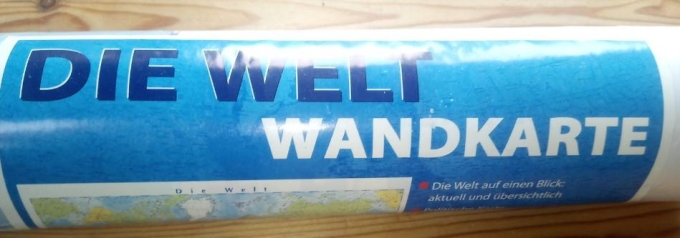 DIE WELT
WANDKARTE
Die Welt
Die Welt auf einen Blick:
aktuell und übersichtlich